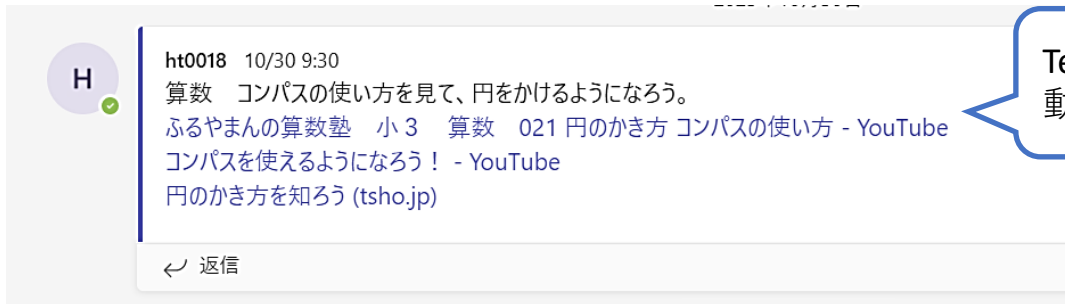 H
ht0018 10/30 9:30
算数　コンパスの使い方を見て、円をかけるようになろう。
ふるやまんの算数塾　小３　算数　021 円のかき方 コンパスの使い方 - YouTube
コンパスを使えるようになろう！ - YouTube
円のかき方を知ろう (tsho.jp)
返信